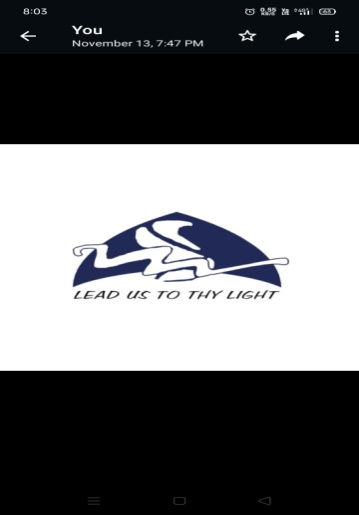 8:03
You
November 13, 7:47 PM
LEAD US TO THY LIGHT